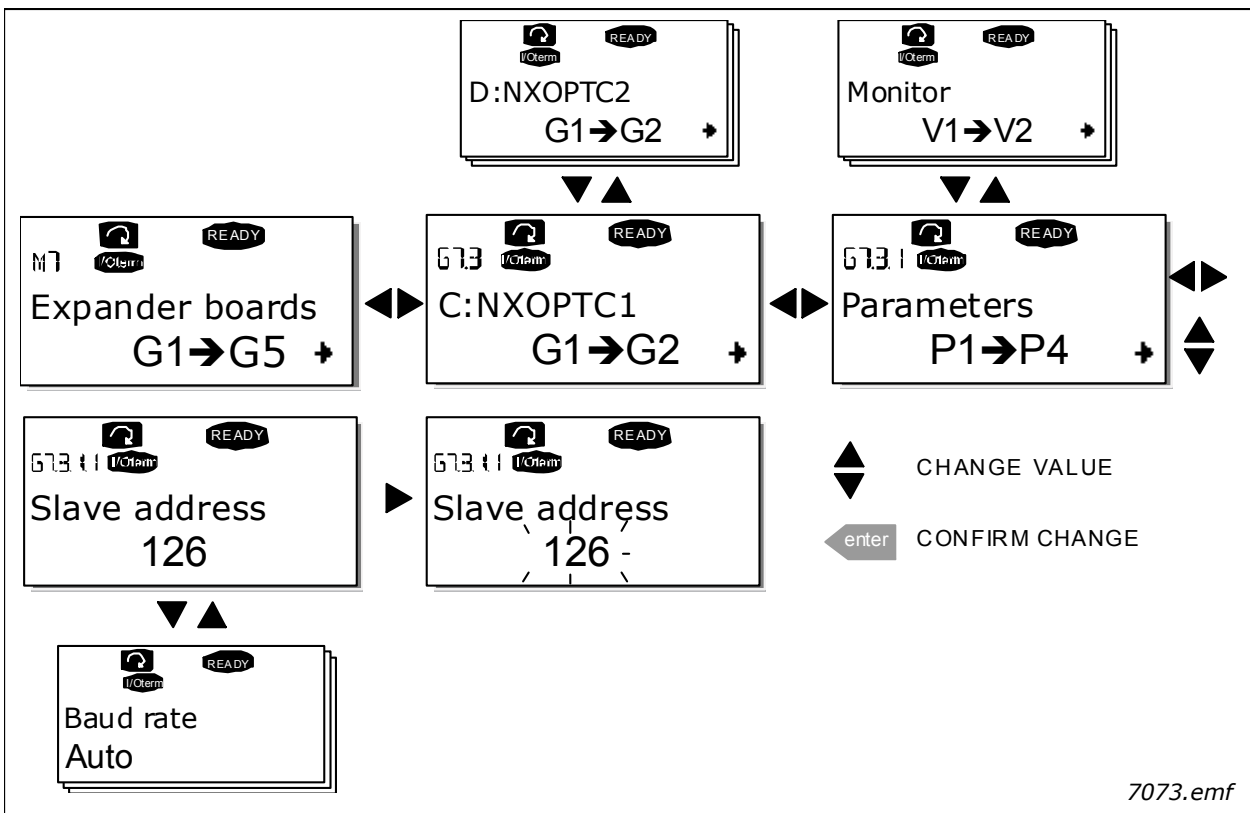 READY
I/Oterm
D:NXOPTC2
G1➔G2
READY
I/Oterm
Monitor
V1➔V2
READY
M7 I/Oterm
Expander boards
G1➔G5
READY
G7.3 I/Oterm
C:NXOPTC1
G1➔G2
READY
G7.3.1 I/Oterm
Parameters
P1➔P4
READY
G7.3.1.1 I/Oterm
Slave address
126
READY
G7.3.1.1 I/Oterm
Slave address
126
CHANGE VALUE
enter CONFIRM CHANGE
READY
I/Oterm
Baud rate
Auto
7073.emf